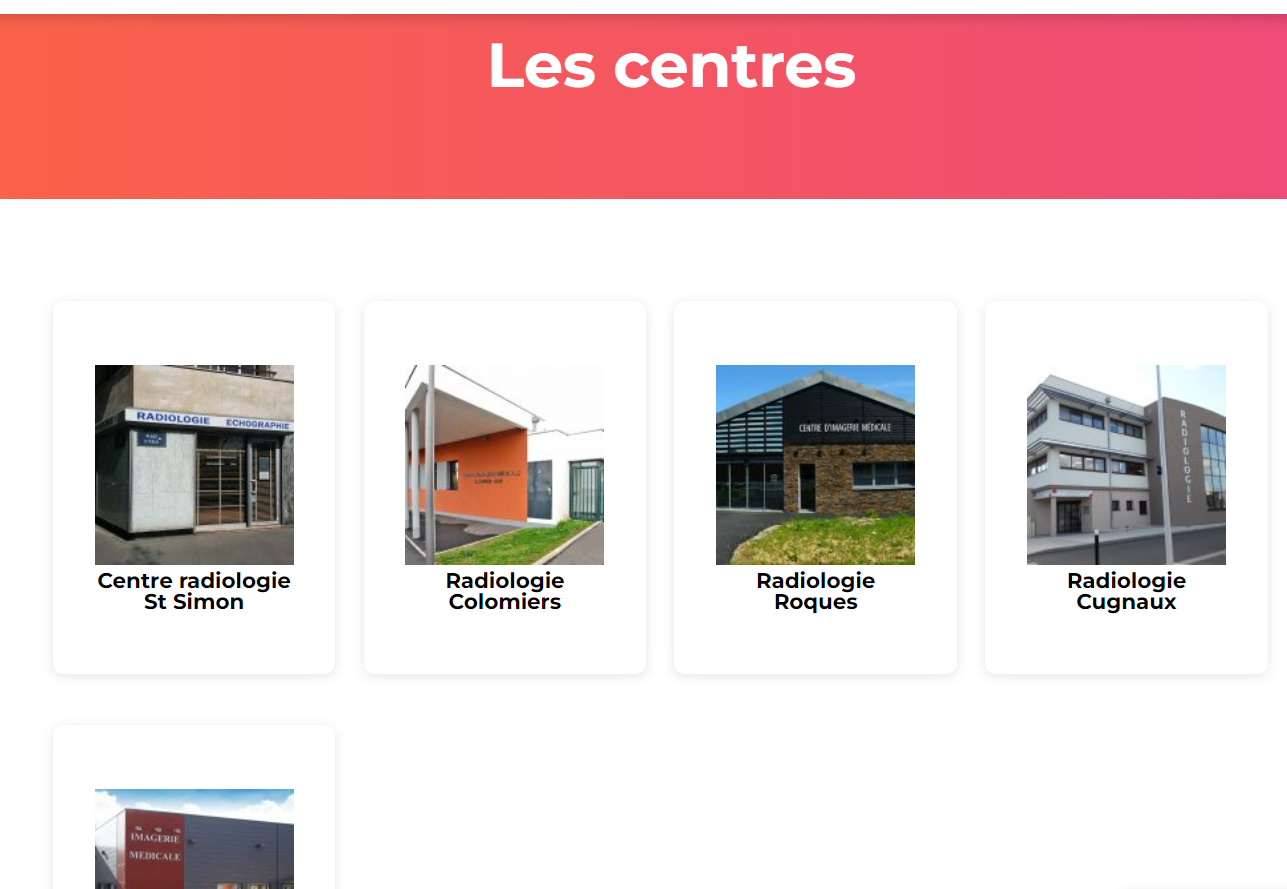 Les centres
RADIOLOGIE ECHOGRAPHIE
CENTRE D'IMAGERIE MÉDICALE
RADIOLOGIE
Centre radiologie
St Simon
Radiologie
Colomiers
Radiologie
Roques
Radiologie
Cugnaux
IMAGERIE
MEDICALE